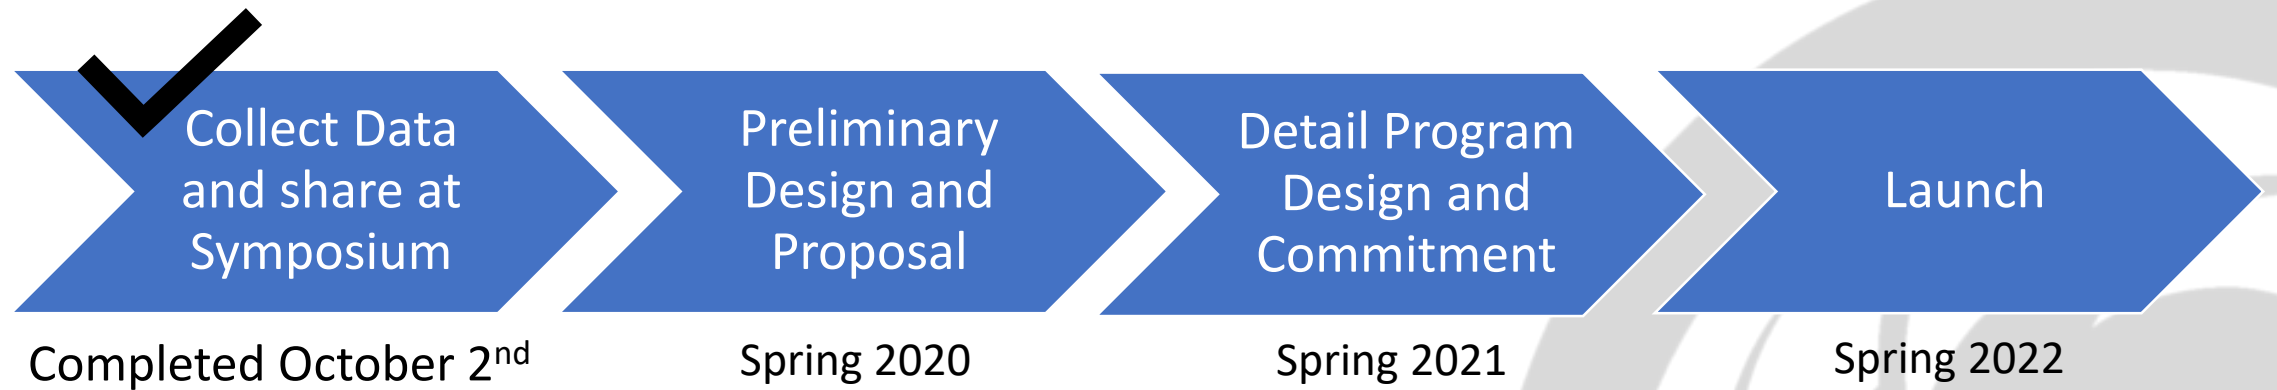 Collect Data
and share at
Symposium
Preliminary
Design and
Proposal
Detail Program
Design and
Commitment
Launch
Completed October 2nd
Spring 2020
Spring 2021
Spring 2022